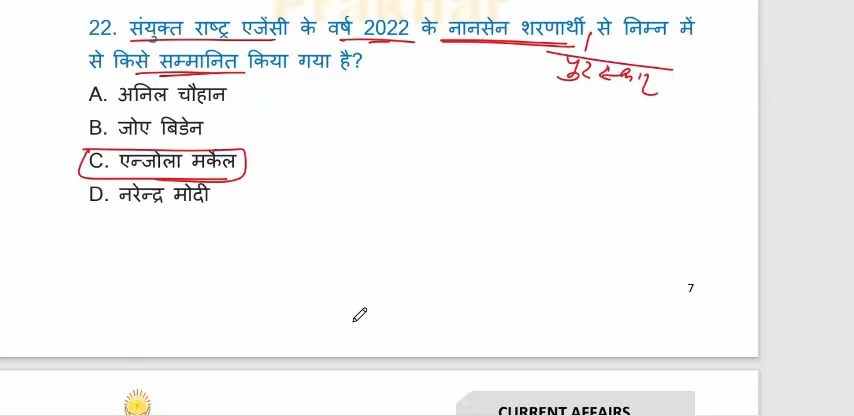 22. संयुक्त राष्ट्र एजेंसी के वर्ष 2022 के नानसेन शरणार्थी से निम्न में
पुरस्कार
से किसे सम्मानित किया गया है?
A. अनिल चौहान
B. जोए बिडेन
C. एन्जोला मर्केल
D. नरेन्द्र मोदी
7
CURRENT AFFAIRS